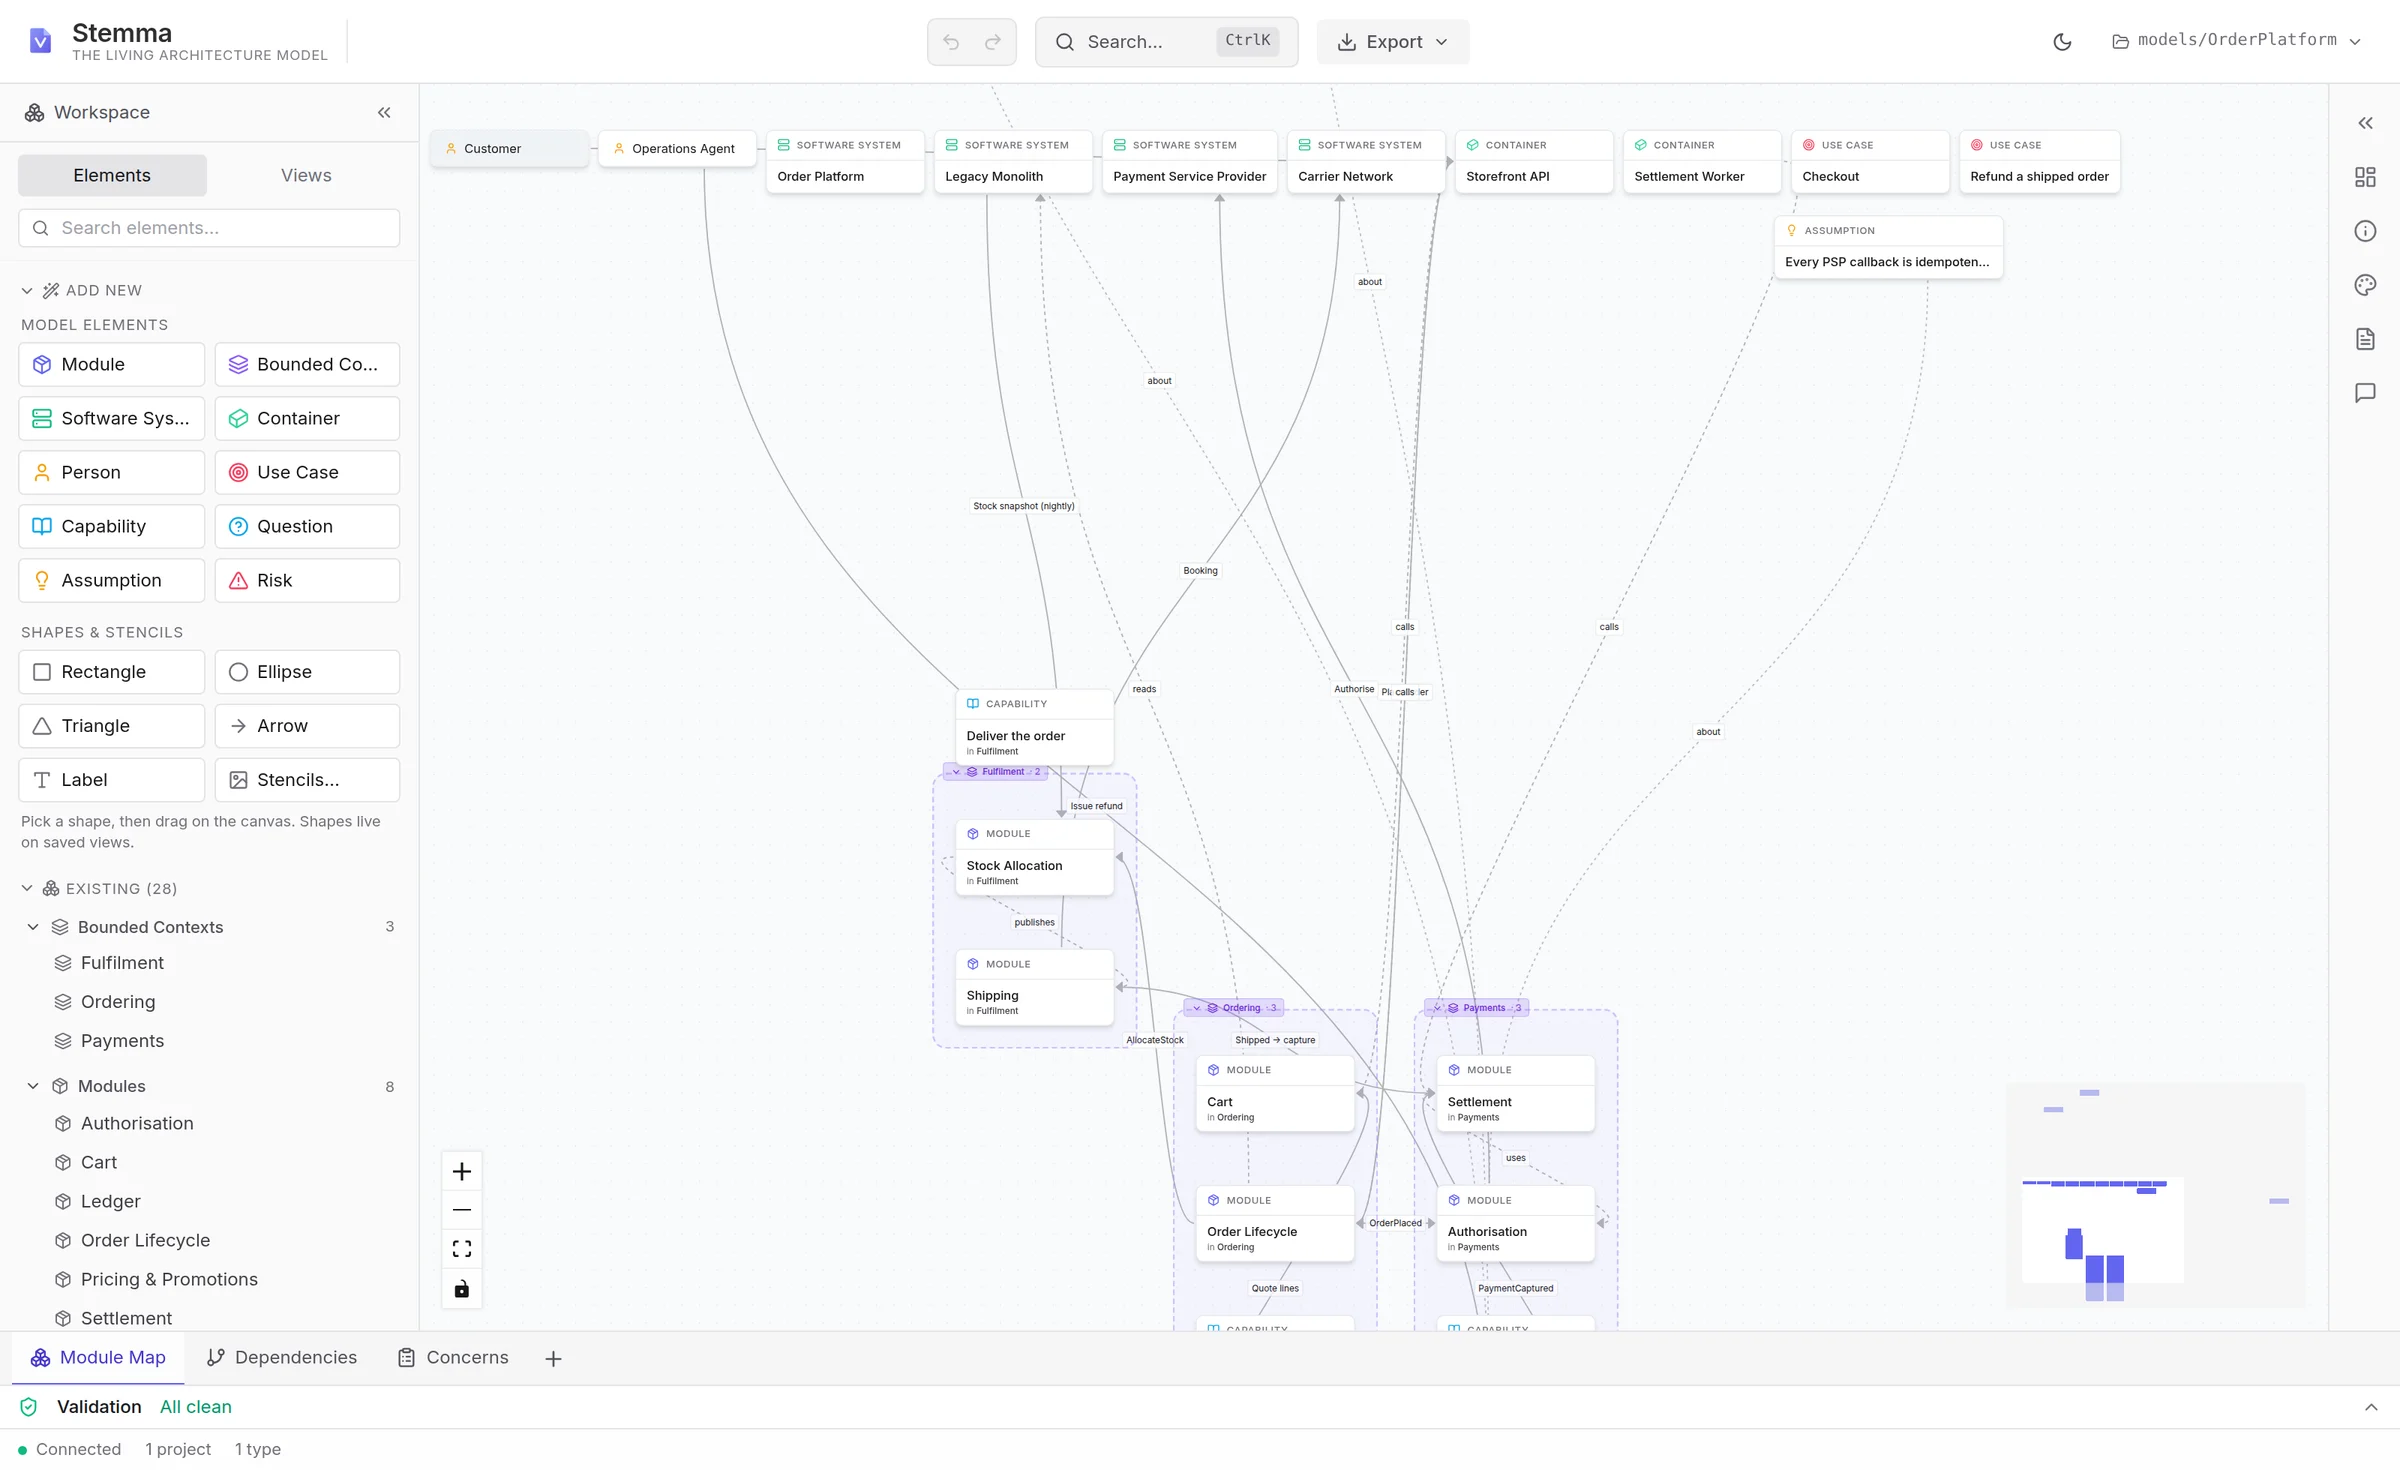 Stemma
THE LIVING ARCHITECTURE MODEL
Search...
CtrlK
Export
models/OrderPlatform
Workspace
Elements
Views
Search elements...
ADD NEW
MODEL ELEMENTS
Module
Bounded Co...
Software Sys...
Container
Person
Use Case
Capability
Question
Assumption
Risk
SHAPES & STENCILS
Rectangle
Ellipse
Triangle
Arrow
Label
Stencils...
Pick a shape, then drag on the canvas. Shapes live
on saved views.
EXISTING (28)
Bounded Contexts
3
Fulfilment
Ordering
Payments
Modules
8
Authorisation
Cart
Ledger
Order Lifecycle
Pricing & Promotions
Settlement
Customer
Operations Agent
SOFTWARE SYSTEM
Order Platform
SOFTWARE SYSTEM
Legacy Monolith
SOFTWARE SYSTEM
Payment Service Provider
SOFTWARE SYSTEM
Carrier Network
CONTAINER
Storefront API
CONTAINER
Settlement Worker
USE CASE
Checkout
USE CASE
Refund a shipped order
ASSUMPTION
Every PSP callback is idempoten...
about
about
Stock snapshot (nightly)
Booking
calls
calls
reads
Authorise
calls
about
CAPABILITY
Deliver the order
in Fulfilment
Fulfilment · 2
Issue refund
MODULE
Stock Allocation
in Fulfilment
publishes
MODULE
Shipping
in Fulfilment
AllocateStock
Shipped → capture
Ordering · 3
Payments · 3
MODULE
Cart
in Ordering
MODULE
Settlement
in Payments
uses
MODULE
Order Lifecycle
in Ordering
OrderPlaced
MODULE
Authorisation
in Payments
Quote lines
PaymentCaptured
CAPABILITY
CAPABILITY
Module Map
Dependencies
Concerns
Validation
All clean
Connected
1 project
1 type